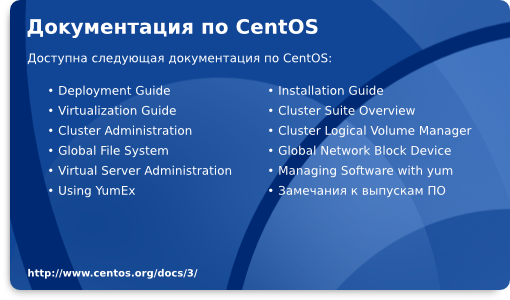 Документация по CentOS
Доступна следующая документация по CentOS:
• Deployment Guide
• Virtualization Guide
• Cluster Administration
• Global File System
• Virtual Server Administration
• Using YumEx
• Installation Guide
• Cluster Suite Overview
• Cluster Logical Volume Manager
• Global Network Block Device
• Managing Software with yum
• Замечания к выпускам ПО
http://www.centos.org/docs/3/